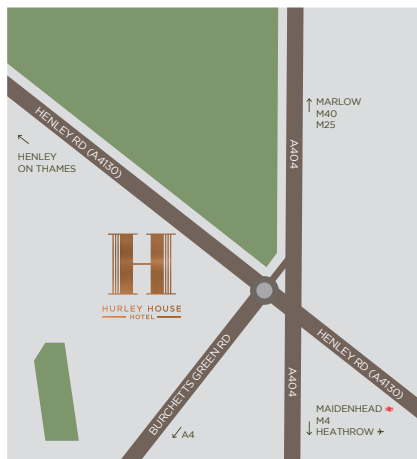 MARLOW
M40
M25
HENLEY RD (A4130)
A404
HENLEY
ON THAMES
H
HURLEY HOUSE
HOTEL
BURCHETTS GREEN RD
HENLEY RD (A4130)
A404
MAIDENHEAD
M4
HEATHROW
A4